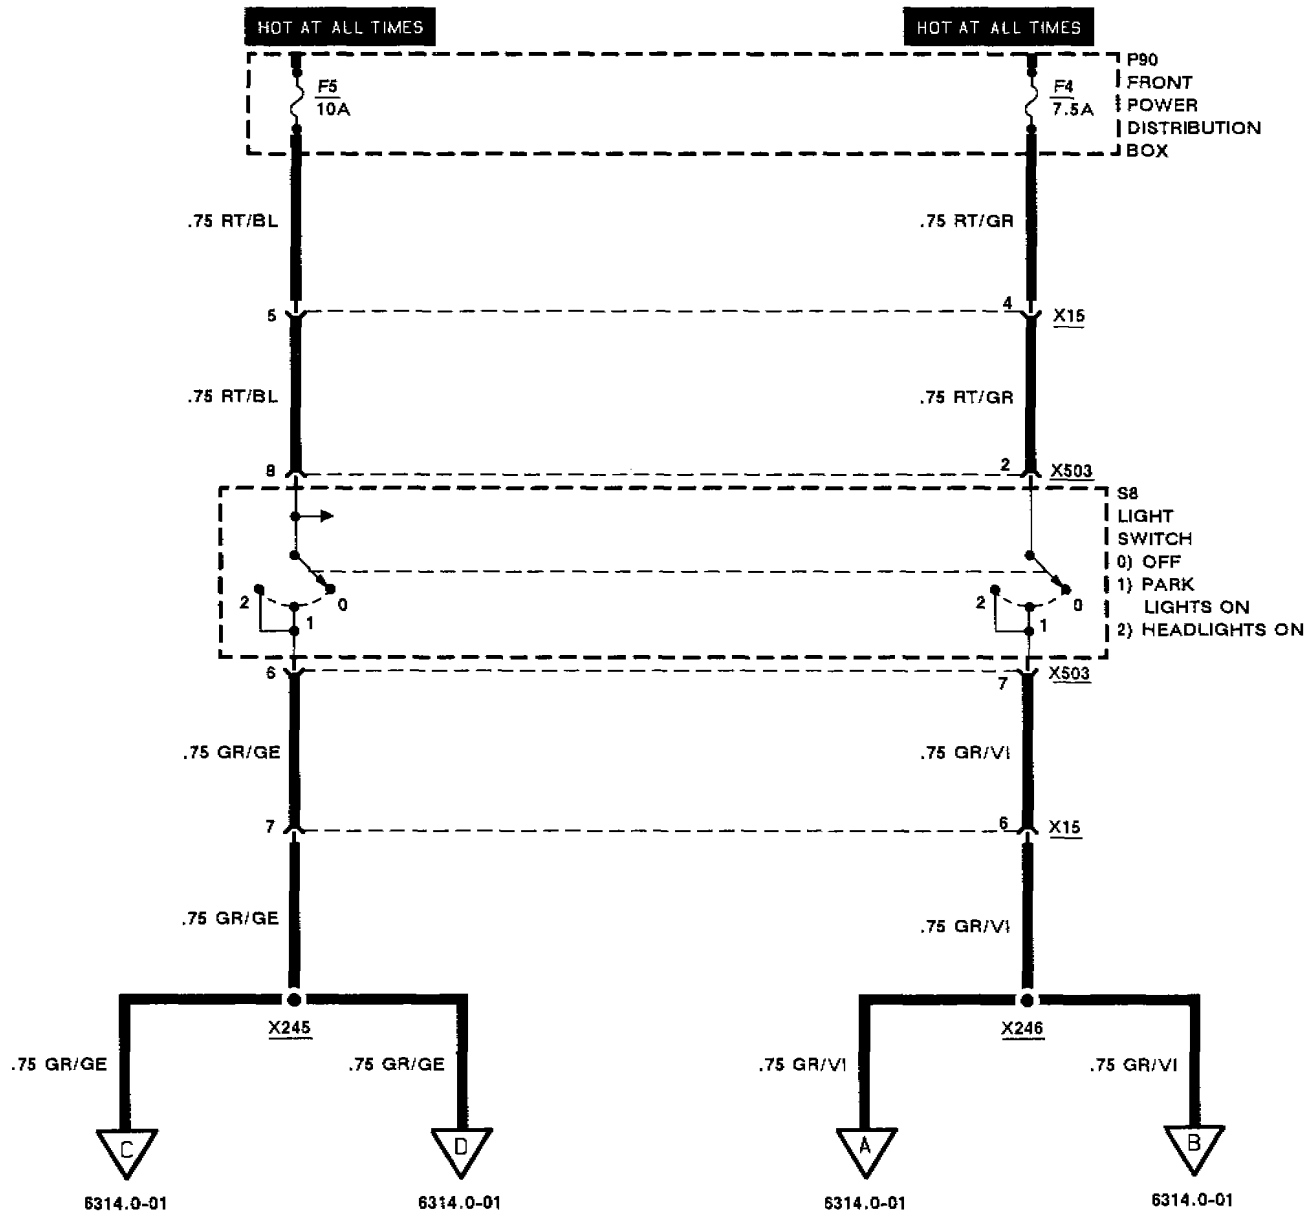 HOT AT ALL TIMES
HOT AT ALL TIMES
F5
10A
F4
7.5A
P90
FRONT
POWER
DISTRIBUTION
BOX
.75 RT/BL
.75 RT/GR
5
4
X15
.75 RT/BL
.75 RT/GR
8
2
X503
S8
LIGHT
SWITCH
0) OFF
1) PARK
LIGHTS ON
2) HEADLIGHTS ON
2
1
0
2
1
0
6
7
X503
.75 GR/GE
.75 GR/VI
7
6
X15
.75 GR/GE
.75 GR/VI
X245
X246
.75 GR/GE
.75 GR/GE
.75 GR/VI
.75 GR/VI
C
D
A
B
6314.0-01
6314.0-01
6314.0-01
6314.0-01